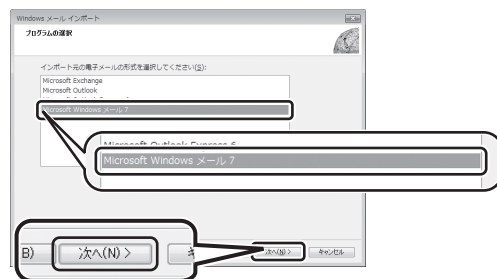 Windows メール インポート
プログラムの選択
インポート元の電子メールの形式を選択してください(S):
Microsoft Exchange
Microsoft Outlook
Microsoft Windows メール 7
Microsoft Outlook Express 6
Microsoft Windows メール 7
B)
次へ(N) >
次へ(N) >
キャンセル